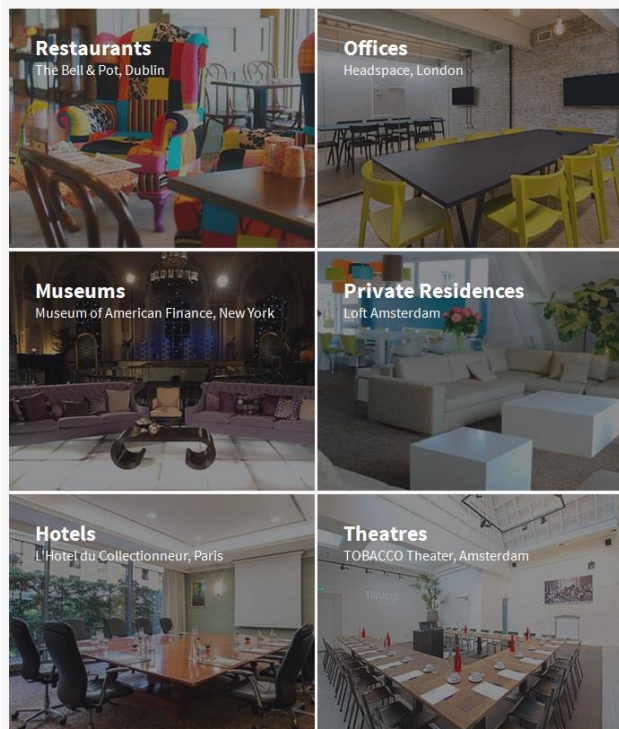 Restaurants
The Bell & Pot, Dublin
Offices
Headspace, London
Museums
Museum of American Finance, New York
Private Residences
Loft Amsterdam
Hotels
L'Hotel du Collectionneur, Paris
Theatres
TOBACCO Theater, Amsterdam
TOBACCO